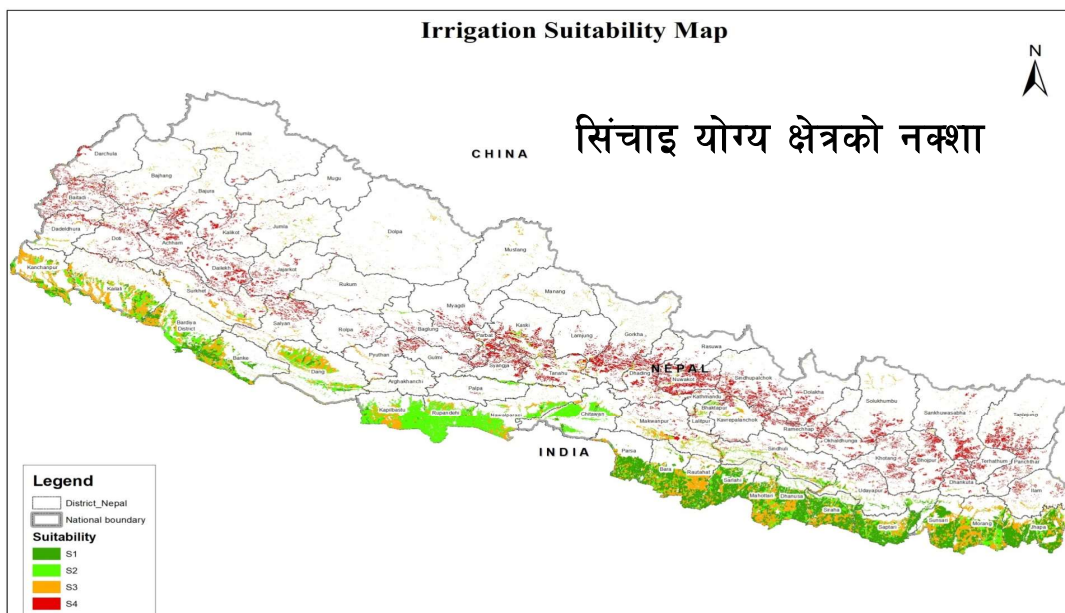 Irrigation Suitability Map
N
सिंचाइ योग्य क्षेत्रको नक्शा
CHINA
Humla
Darchula
Bajhang
Mugu
Bajura
Baitadi
Dolpa
Jumla
Kalikot
Dadeldhura
Doti
Achham
Mustang
Dailekh
Jajarkot
Kanchanpur
Kailali
Surkhet
Rukum
Manang
Myagdi
Bardiya
District
Salyan
Rolpa
Baglung
Parbat
Kaski
Lamjung
Gorkha
Rasuwa
Banke
Dang
Pyuthan
Gulmi
Syangja
Tanahu
Dhading
NEPAL
Nuwakot
Sindhupalchok
Dolakha
Arghakhanchi
Palpa
Kathmandu
Bhaktapur
Solukhumbu
Sankhuwasabha
Taplejung
Kapilbastu
Rupandehi
Nawalparasi
Chitawan
Makwanpur
Lalitpur
Kavrepalanchok
Ramechhap
Okhaldhunga
INDIA
Parsa
Sindhuli
Khotang
Bhojpur
Terhathum
Panchthar
Bara
Rautahat
Sarlahi
Dhankuta
Udayapur
Ilam
Mahottari
Dhanusa
Siraha
Saptari
Sunsari
Morang
Jhapa
Legend
District_Nepal
National boundary
Suitability
S1
S2
S3
S4